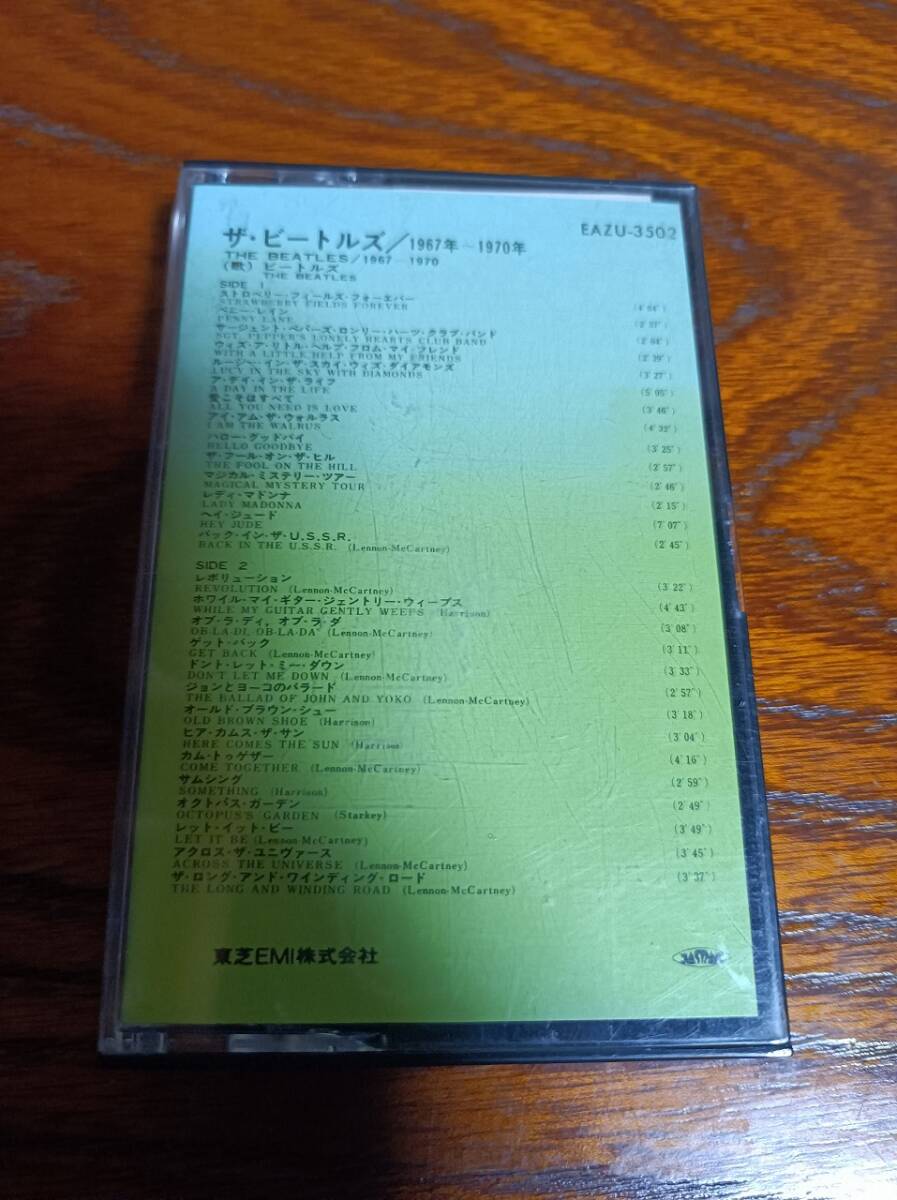 ザ・ビートルズ/1967年〜1970年
EAZU-3502
THE BEATLES/1967―1970
(歌) ビートルズ
THE BEATLES
SIDE 1
ストロベリー・フィールズ・フォーエバー
STRAWBERRY FIELDS FOREVER (4'04")
ペニー・レイン
PENNY LANE (2'57")
サージェント・ペパーズ・ロンリー・ハーツ・クラブ・バンド
SGT. PEPPER'S LONELY HEARTS CLUB BAND
ウィズ・ア・リトル・ヘルプ・フロム・マイ・フレンド
WITH A LITTLE HELP FROM MY FRIENDS (2'39")
ルーシー・イン・ザ・スカイ・ウィズ・ダイアモンズ
LUCY IN THE SKY WITH DIAMONDS (3'27")
ア・デイ・イン・ザ・ライフ
A DAY IN THE LIFE (5'05")
愛こそはすべて
ALL YOU NEED IS LOVE (3'46")
アイ・アム・ザ・ウォルラス
I AM THE WALRUS (4'32")
ハロー・グッドバイ
HELLO GOODBYE (3'25")
ザ・フール・オン・ザ・ヒル
THE FOOL ON THE HILL (2'57")
マジカル・ミステリー・ツアー
MAGICAL MYSTERY TOUR (2'46")
レディ・マドンナ
LADY MADONNA (2'15")
ヘイ・ジュード
HEY JUDE (7'07")
バック・イン・ザ・U.S.S.R.
BACK IN THE U.S.S.R. (Lennon-McCartney) (2'45")
SIDE 2
レボリューション
REVOLUTION (Lennon-McCartney) (3'22")
ホワイル・マイ・ギター・ジェントリー・ウィープス
WHILE MY GUITAR GENTLY WEEPS (Harrison) (4'43")
オブ・ラ・ディ, オブ・ラ・ダ
OB-LA-DI, OB-LA-DA (Lennon-McCartney) (3'08")
ゲット・バック
GET BACK (Lennon-McCartney) (3'11")
ドント・レット・ミー・ダウン
DON'T LET ME DOWN (Lennon-McCartney) (3'33")
ジョンとヨーコのバラード
THE BALLAD OF JOHN AND YOKO (Lennon-McCartney) (2'57")
オールド・ブラウン・シュー
OLD BROWN SHOE (Harrison) (3'18")
ヒア・カムス・ザ・サン
HERE COMES THE SUN (Harrison) (3'04")
カム・トゥゲザー
COME TOGETHER (Lennon-McCartney) (4'16")
サムシング
SOMETHING (Harrison) (2'59")
オクトパス・ガーデン
OCTOPUS'S GARDEN (Starkey) (2'49")
レット・イット・ビー
LET IT BE (Lennon-McCartney) (3'49")
アクロス・ザ・ユニヴァース
ACROSS THE UNIVERSE (Lennon-McCartney) (3'45")
ザ・ロング・アンド・ワインディング・ロード
THE LONG AND WINDING ROAD (Lennon-McCartney) (3'37")
東芝EMI株式会社